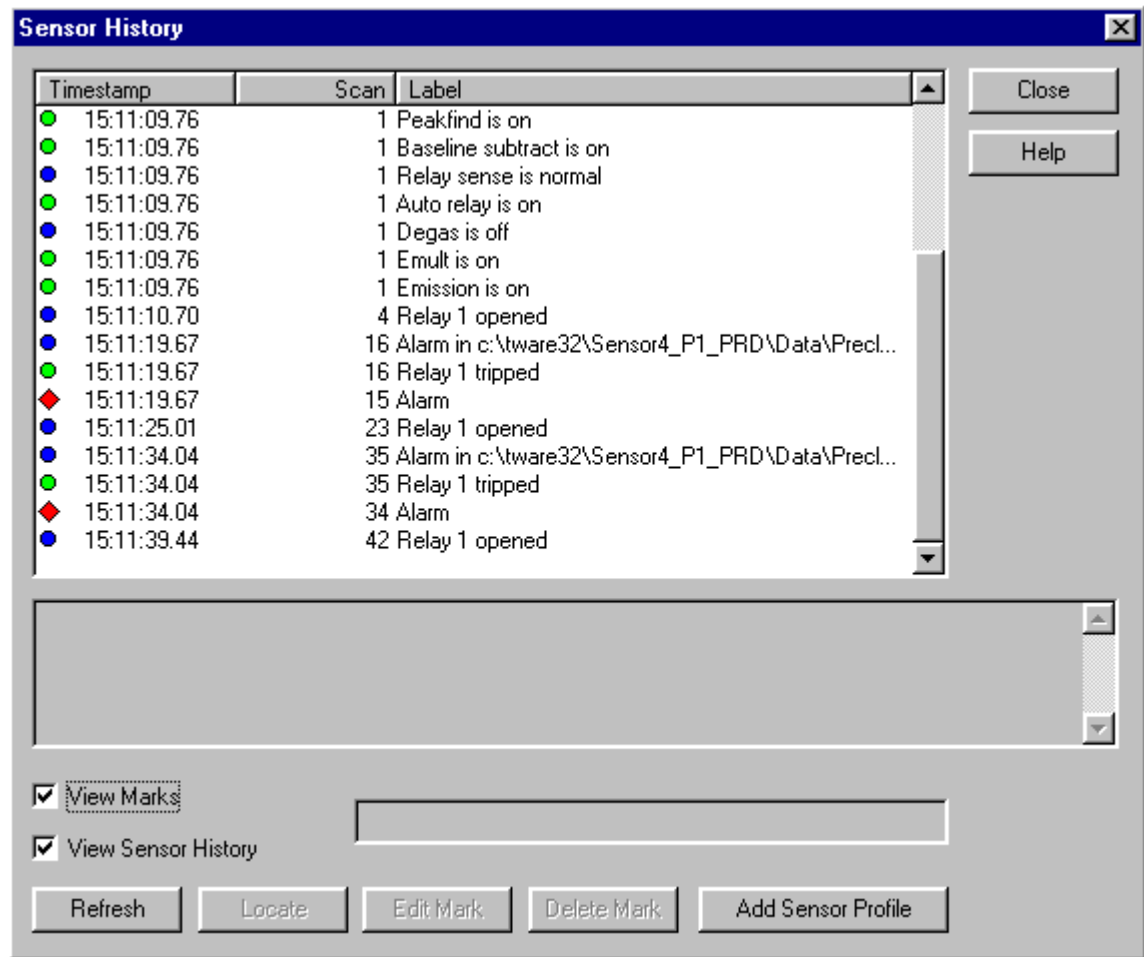 Sensor History
Timestamp Scan Label Close
15:11:09.76 1 Peakfind is on
15:11:09.76 1 Baseline subtract is on Help
15:11:09.76 1 Relay sense is normal
15:11:09.76 1 Auto relay is on
15:11:09.76 1 Degas is off
15:11:09.76 1 Emult is on
15:11:09.76 1 Emission is on
15:11:10.70 4 Relay 1 opened
15:11:19.67 16 Alarm in c:\tware32\Sensor4_P1_PRD\Data\Precl...
15:11:19.67 16 Relay 1 tripped
15:11:19.67 15 Alarm
15:11:25.01 23 Relay 1 opened
15:11:34.04 35 Alarm in c:\tware32\Sensor4_P1_PRD\Data\Precl...
15:11:34.04 35 Relay 1 tripped
15:11:34.04 34 Alarm
15:11:39.44 42 Relay 1 opened
View Marks
View Sensor History
Refresh Locate Edit Mark Delete Mark Add Sensor Profile